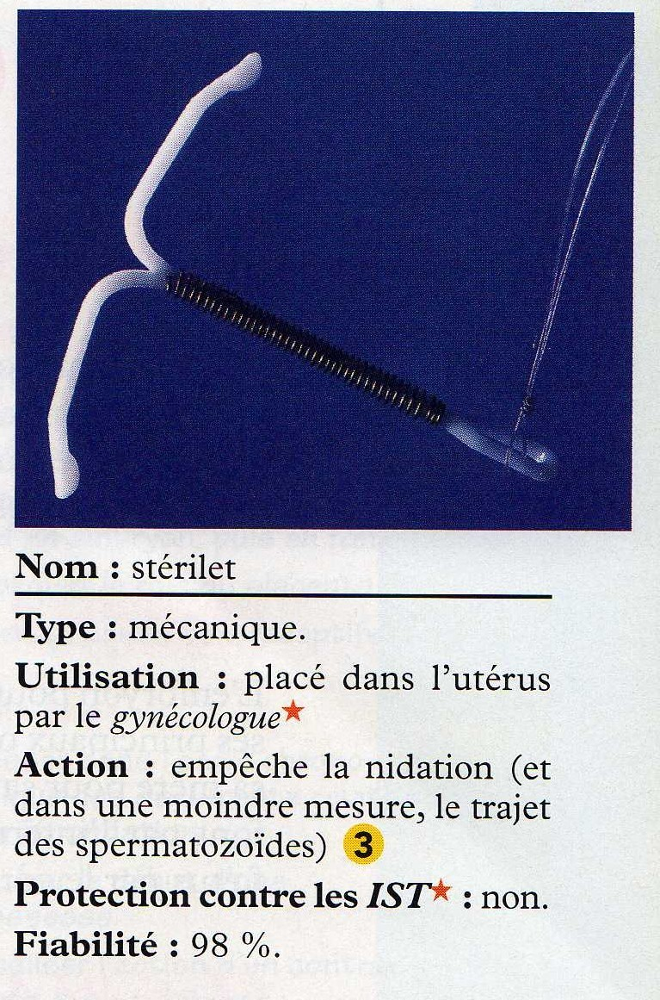 Nom : stérilet
Type : mécanique.
Utilisation : placé dans l'utérus
par le gynécologue★
Action : empêche la nidation (et
dans une moindre mesure, le trajet
des spermatozoïdes) 3
Protection contre les IST★ : non.
Fiabilité : 98 %.